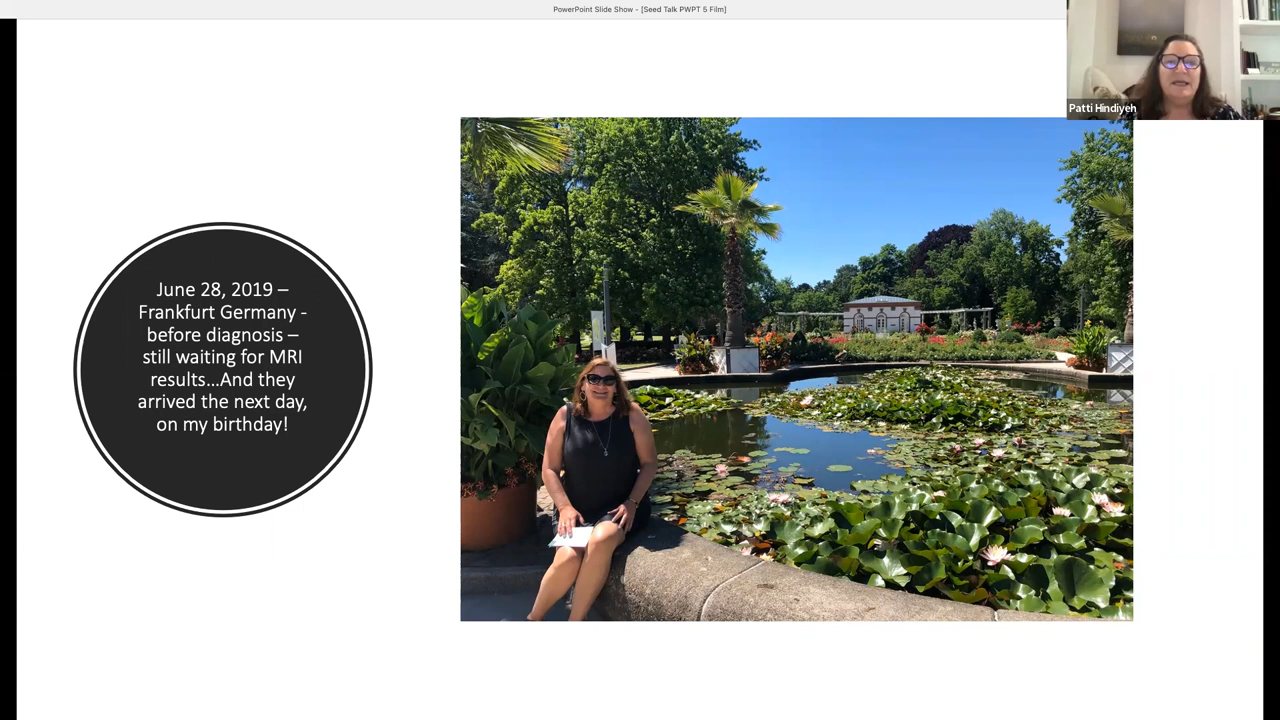 PowerPoint Slide Show - [Seed Talk PWPT 5 Film]
Patti Hindiyeh
June 28, 2019 –
Frankfurt Germany -
before diagnosis –
still waiting for MRI
results...And they
arrived the next day,
on my birthday!